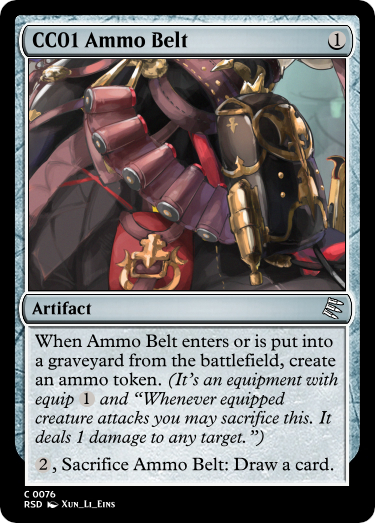 CC01 Ammo Belt 1
Artifact
When Ammo Belt enters or is put into
a graveyard from the battlefield, create
an ammo token. (It's an equipment with
equip 1 and “Whenever equipped
creature attacks you may sacrifice this. It
deals 1 damage to any target.”)
2, Sacrifice Ammo Belt: Draw a card.
C 0076
RSD Xun_Li_Eins